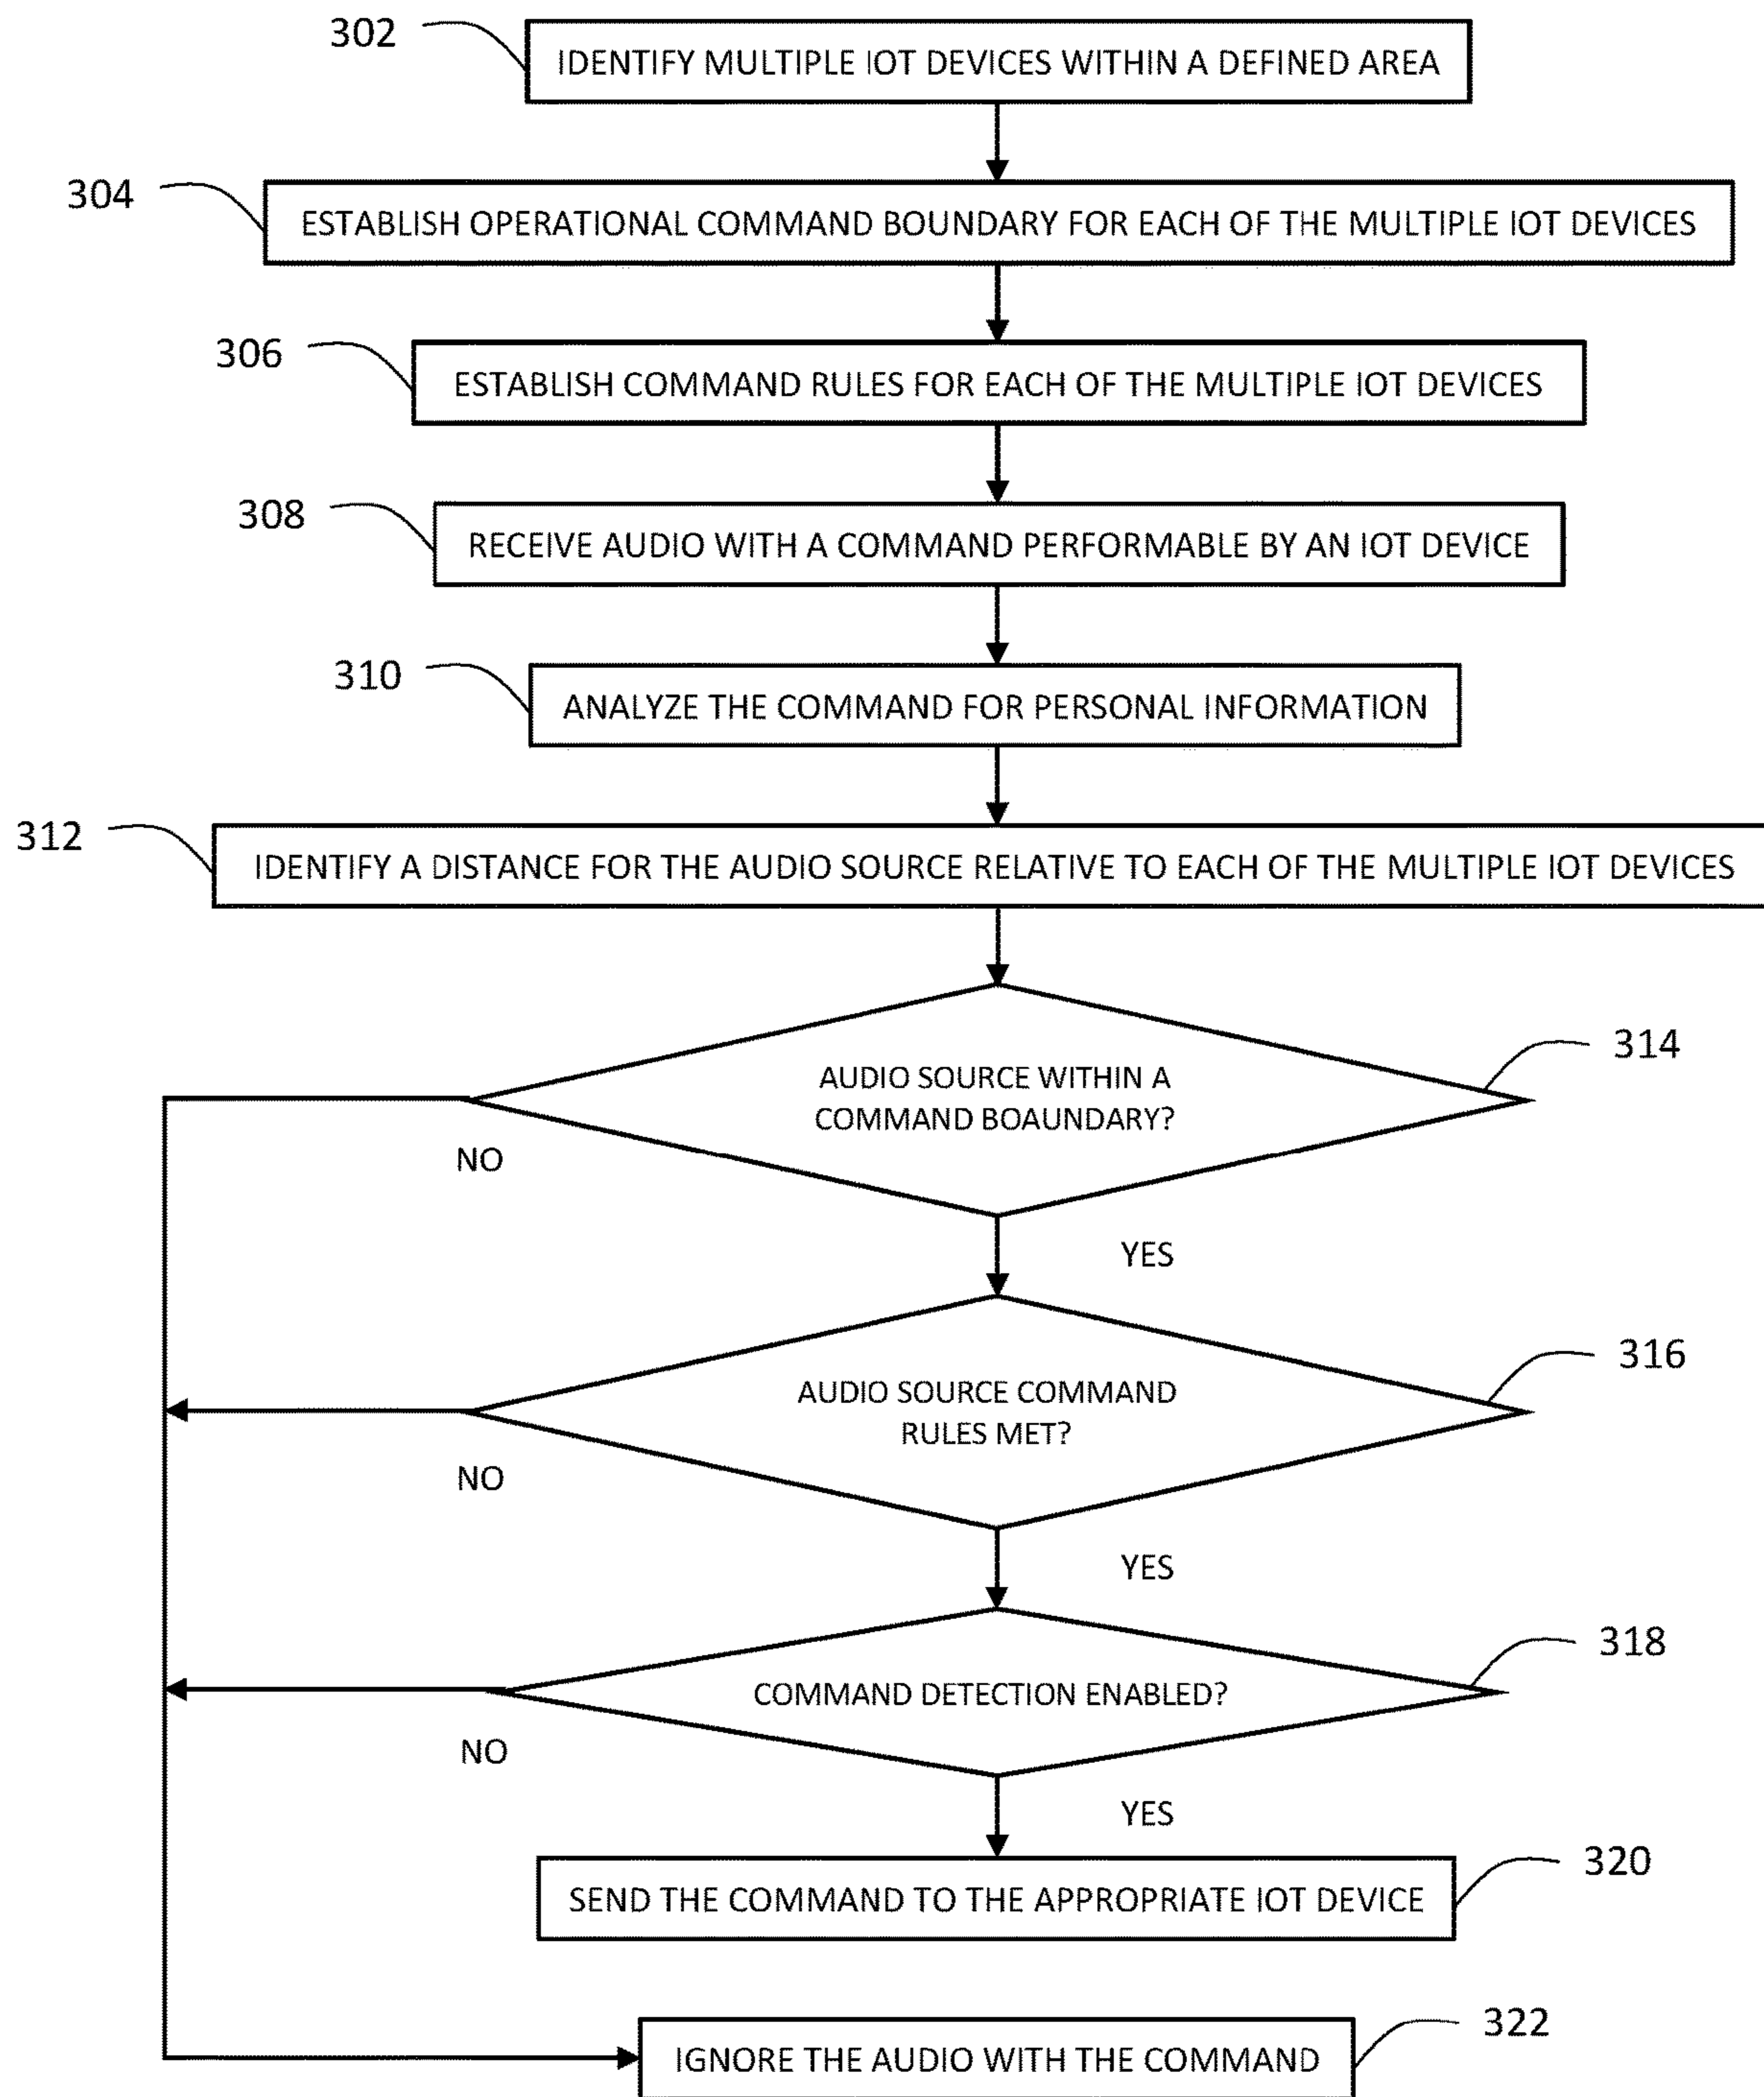 302
IDENTIFY MULTIPLE IOT DEVICES WITHIN A DEFINED AREA
304
ESTABLISH OPERATIONAL COMMAND BOUNDARY FOR EACH OF THE MULTIPLE IOT DEVICES
306
ESTABLISH COMMAND RULES FOR EACH OF THE MULTIPLE IOT DEVICES
308
RECEIVE AUDIO WITH A COMMAND PERFORMABLE BY AN IOT DEVICE
310
ANALYZE THE COMMAND FOR PERSONAL INFORMATION
312
IDENTIFY A DISTANCE FOR THE AUDIO SOURCE RELATIVE TO EACH OF THE MULTIPLE IOT DEVICES
314
AUDIO SOURCE WITHIN A
COMMAND BOAUNDARY?
NO
YES
316
AUDIO SOURCE COMMAND
RULES MET?
NO
YES
318
COMMAND DETECTION ENABLED?
NO
YES
320
SEND THE COMMAND TO THE APPROPRIATE IOT DEVICE
322
IGNORE THE AUDIO WITH THE COMMAND